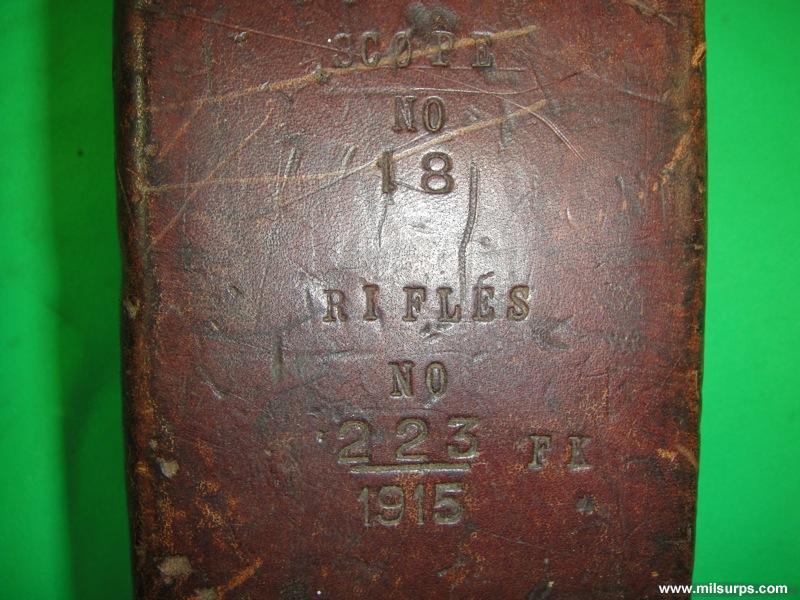 SCOPE
NO
18
RIFLES
NO
223 FK
1915
www.milsurps.com